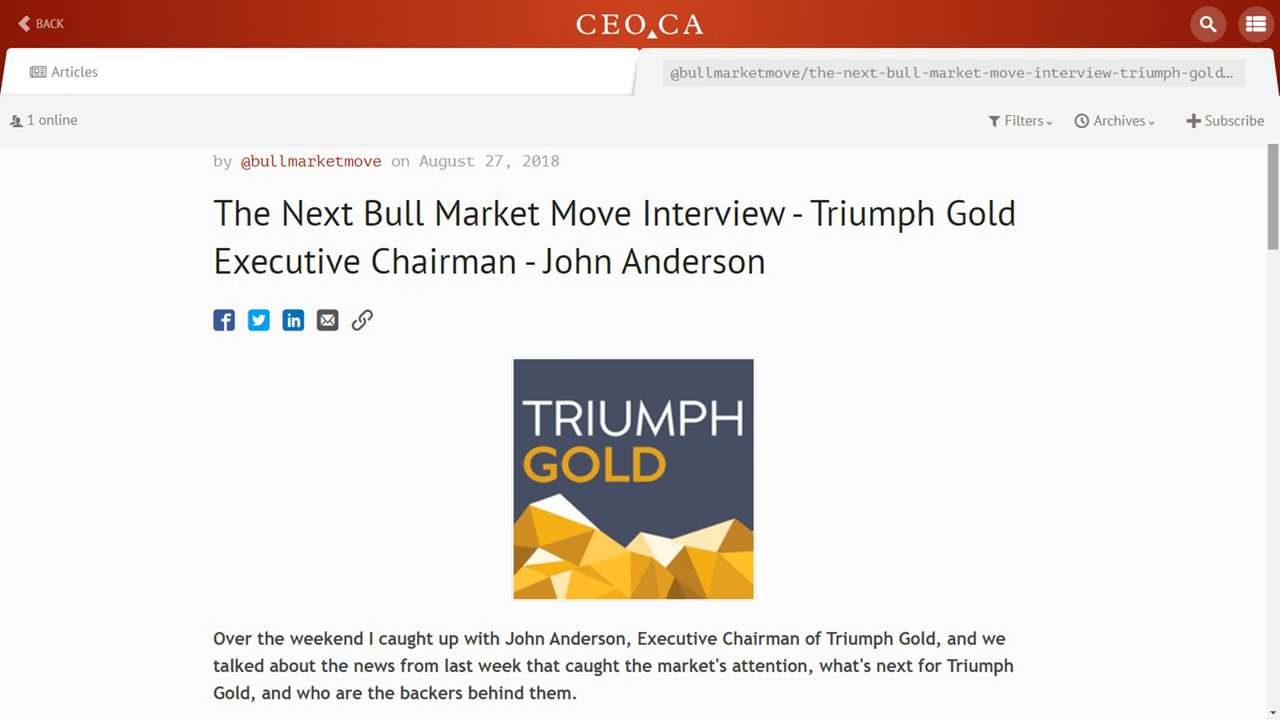 BACK
CEO.CA
Articles
@bullmarketmove/the-next-bull-market-move-interview-triumph-gold…
1 online
Filters
Archives
Subscribe
by @bullmarketmove on August 27, 2018
The Next Bull Market Move Interview - Triumph Gold
Executive Chairman - John Anderson
TRIUMPH
GOLD
Over the weekend I caught up with John Anderson, Executive Chairman of Triumph Gold, and we
talked about the news from last week that caught the market's attention, what's next for Triumph
Gold, and who are the backers behind them.